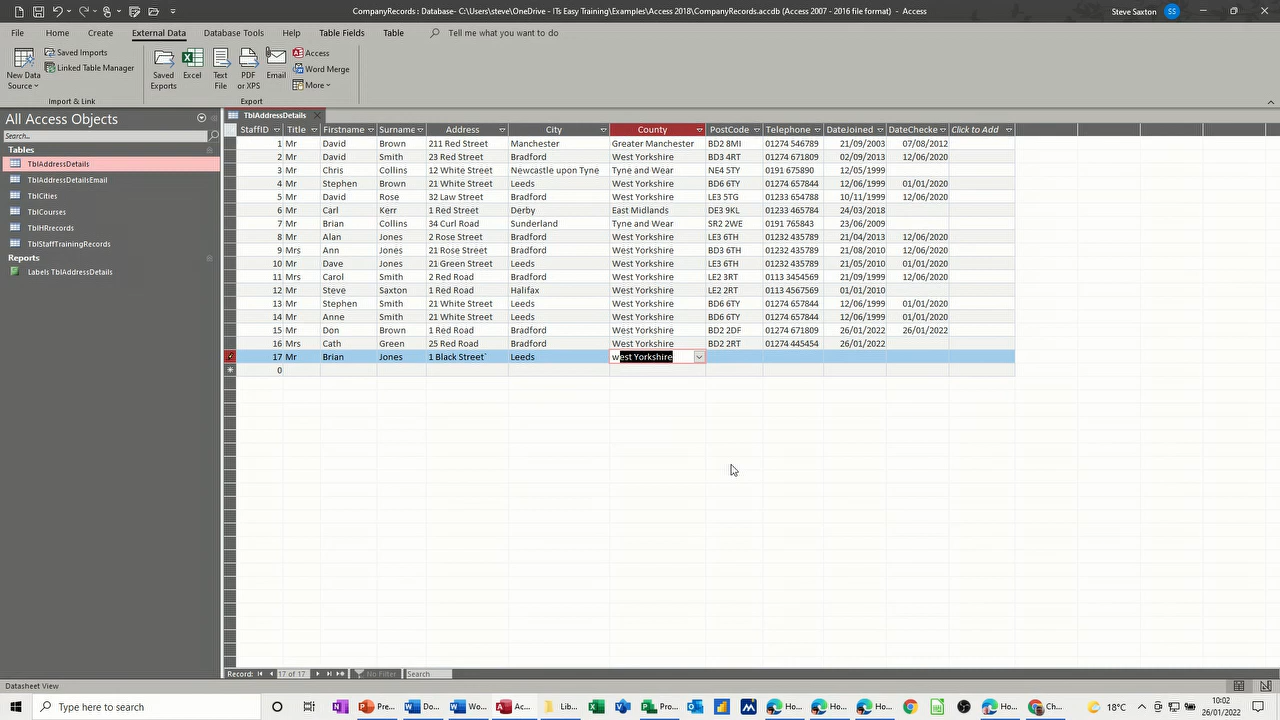 CompanyRecords : Database- C:\Users\steve\OneDrive - ITs Easy Training\Examples\Access 2018\CompanyRecords.accdb (Access 2007 - 2016 file format) - Access
Steve Saxton SS
File Home Create External Data Database Tools Help Table Fields Table Tell me what you want to do
New Data Source
Saved Imports
Linked Table Manager
Import & Link
Saved Exports
Excel
Text File
PDF or XPS
Email
Access
Word Merge
More
Export
All Access Objects
Search...
Tables
TblAddressDetails
TblAddressDetailsEmail
TblCities
TblCourses
TblHRecords
TblStaffTrainingRecords
Reports
Labels TblAddressDetails
TblAddressDetails
StaffID Title Firstname Surname Address City County PostCode Telephone DateJoined DateChecke Click to Add
1 Mr David Brown 211 Red Street Manchester Greater Manchester BD2 8MI 01274 546789 21/09/2003 07/08/2012
2 Mr David Smith 23 Red Street Bradford West Yorkshire BD3 4RT 01274 671809 02/09/2013 12/06/2020
3 Mr Chris Collins 12 White Street Newcastle upon Tyne Tyne and Wear NE4 5TY 0191 675890 12/05/1999
4 Mr Stephen Brown 21 White Street Leeds West Yorkshire BD6 6TY 01274 657844 12/06/1999 01/01/2020
5 Mr David Rose 32 Law Street Bradford West Yorkshire LE3 5TG 01233 654788 10/11/1999 12/06/2020
6 Mr Carl Kerr 1 Red Street Derby East Midlands DE3 9KL 01233 465784 24/03/2018
7 Mr Brian Collins 34 Curl Road Sunderland Tyne and Wear SR2 2WE 0191 765843 23/06/2009
8 Mr Alan Jones 2 Rose Street Bradford West Yorkshire LE3 6TH 01232 435789 21/04/2013 12/06/2020
9 Mrs Ann Jones 21 Rose Street Bradford West Yorkshire BD3 6TH 01232 435789 21/08/2010 12/06/2020
10 Mr Dave Jones 21 Green Street Leeds West Yorkshire LE3 6TH 01232 435789 21/05/2010 01/01/2020
11 Mrs Carol Smith 2 Red Road Bradford West Yorkshire LE2 3RT 0113 3454569 21/09/1999 12/06/2020
12 Mr Steve Saxton 1 Red Road Halifax West Yorkshire LE2 2RT 0113 4567569 01/01/2010
13 Mr Stephen Smith 21 White Street Leeds West Yorkshire BD6 6TY 01274 657844 12/06/1999 01/01/2020
14 Mr Anne Smith 21 White Street Leeds West Yorkshire BD6 6TY 01274 657844 12/06/1999 01/01/2020
15 Mr Don Brown 1 Red Road Bradford West Yorkshire BD2 2DF 01274 671809 26/01/2022 26/01/2022
16 Mrs Cath Green 25 Red Road Bradford West Yorkshire BD2 2RT 01274 445454 26/01/2022
17 Mr Brian Jones 1 Black Street` Leeds west Yorkshire
0
Record: 17 of 17 No Filter Search
Datasheet View
Type here to search
Pre... Ac... Do... Wo... Lib... Pro... Ho... Ho... Ho... Ho... Ch... 18°C
10:02
26/01/2022